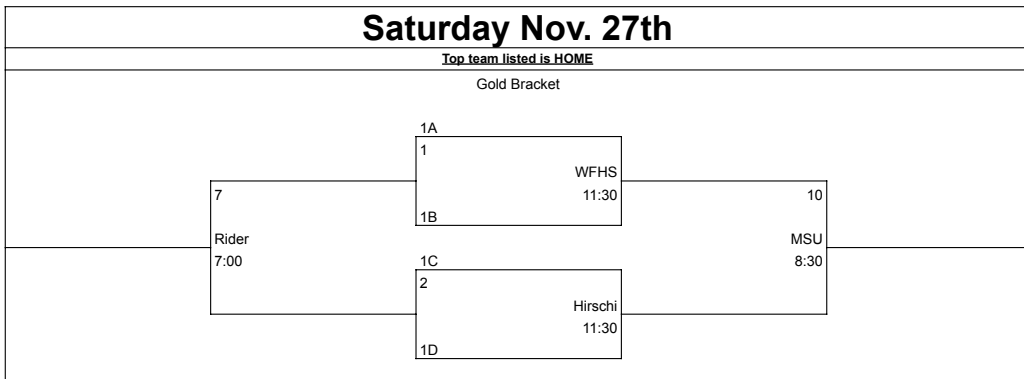 Saturday Nov. 27th
Top team listed is HOME
Gold Bracket
1A
1
WFHS
7
11:30
10
1B
Rider
MSU
7:00
1C
8:30
2
Hirschi
11:30
1D